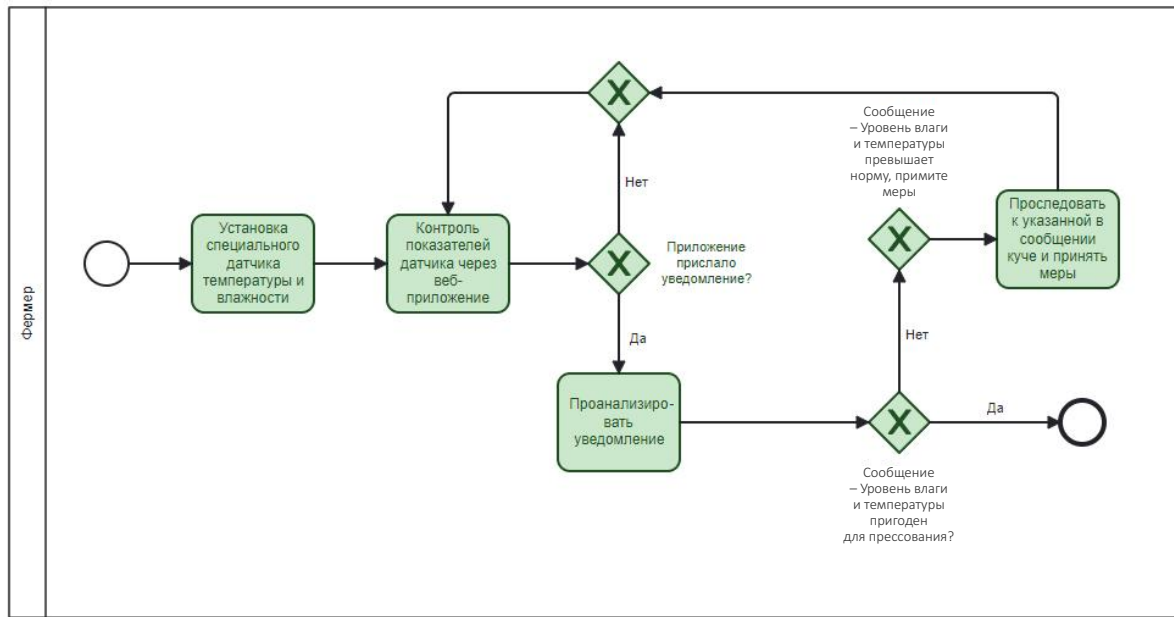 Фермер
Установка
специального
датчика
температуры и
влажности
Контроль
показателей
датчика через
веб-
приложение
Нет
Приложение
прислало
уведомление?
Да
Проанализиро-
вать
уведомление
Сообщение
– Уровень влаги
и температуры
превышает
норму, примите
меры
Проследовать
к указанной в
сообщении
куче и принять
меры
Нет
Да
Сообщение
– Уровень влаги
и температуры
пригоден
для прессования?